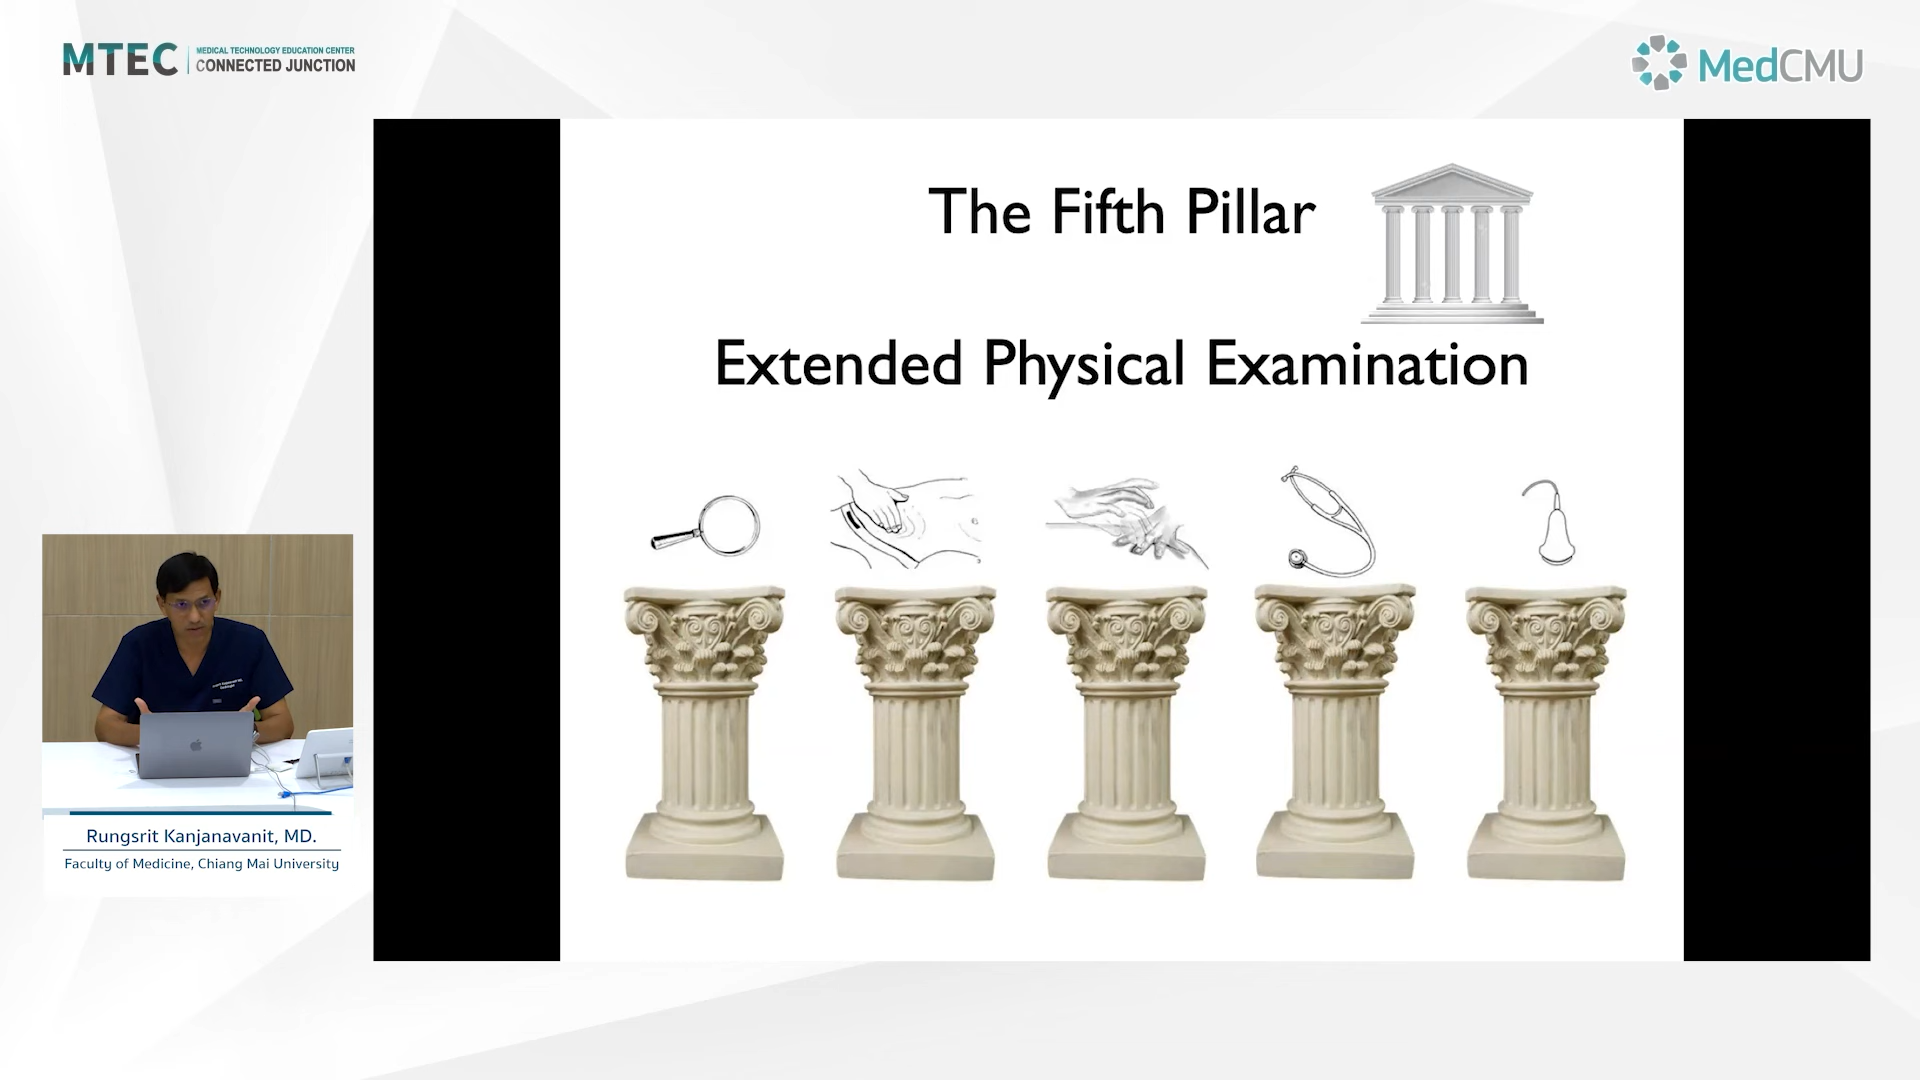 MTEC
MEDICAL TECHNOLOGY EDUCATION CENTER
CONNECTED JUNCTION
MedCMU
The Fifth Pillar
Extended Physical Examination
Rungsrit Kanjanavanit, MD.
Faculty of Medicine, Chiang Mai University